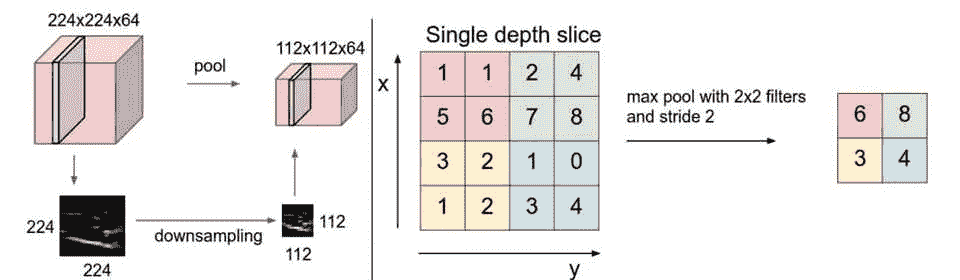 224x224x64
pool
112x112x64
224
224
downsampling
112
112
Single depth slice
x
1 1 2 4
5 6 7 8
3 2 1 0
1 2 3 4
y
max pool with 2x2 filters
and stride 2
6 8
3 4